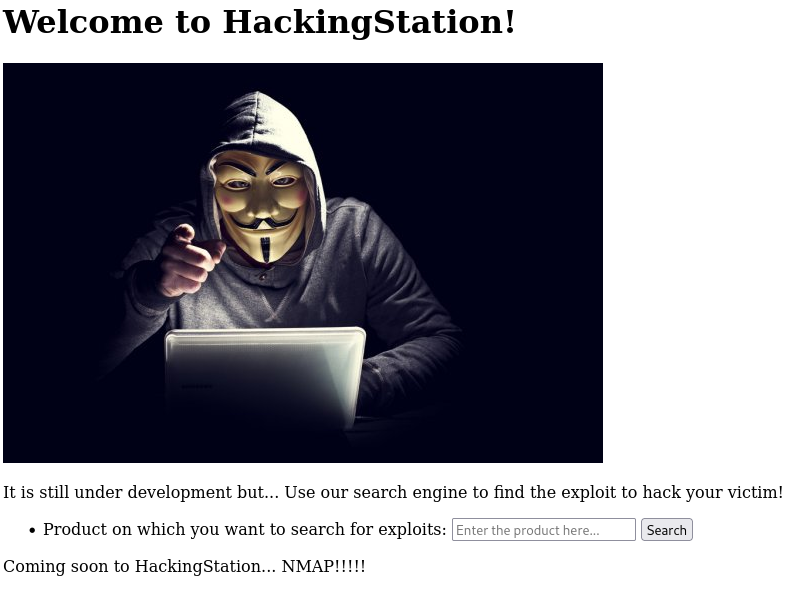 Welcome to HackingStation!
It is still under development but... Use our search engine to find the exploit to hack your victim!
Product on which you want to search for exploits: Enter the product here... Search
Coming soon to HackingStation... NMAP!!!!!